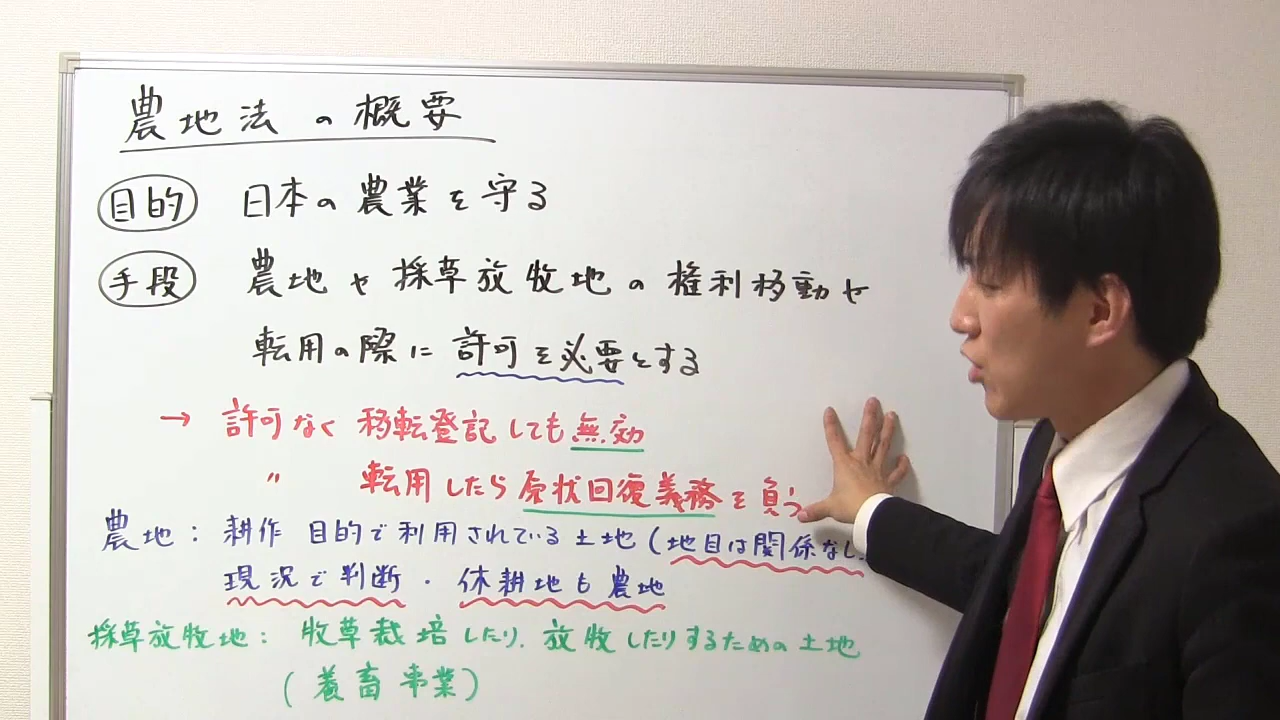 農地法の概要
目的 日本の農業を守る
手段 農地や採草放牧地の権利移動や
転用の際に許可を必要とする
→ 許可なく移転登記しても無効
〃 転用したら原状回復義務を負う
農地：耕作目的で利用されている土地（地目は関係なし.
現況で判断・休耕地も農地
採草放牧地：牧草栽培したり、放牧したりするための土地
（養畜事業）